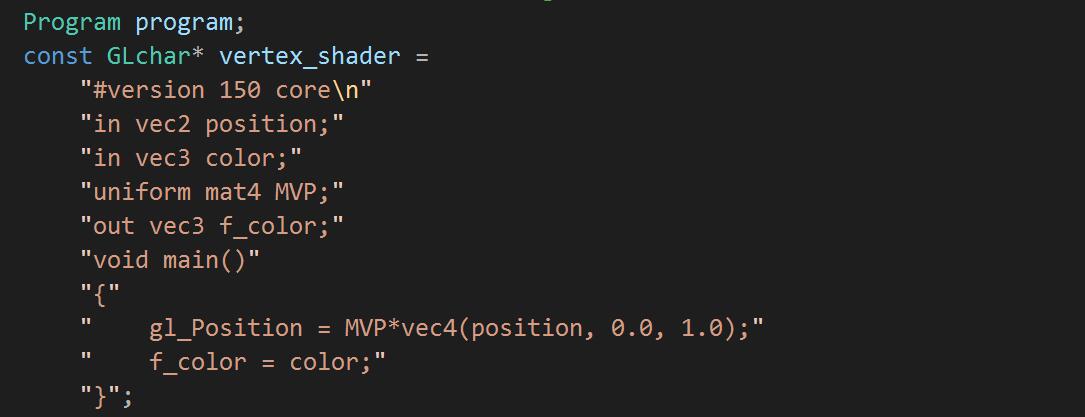 Program program;
const GLchar* vertex_shader =
    "#version 150 core\n"
    "in vec2 position;"
    "in vec3 color;"
    "uniform mat4 MVP;"
    "out vec3 f_color;"
    "void main()"
    "{"
    "    gl_Position = MVP*vec4(position, 0.0, 1.0);"
    "    f_color = color;"
    "}";